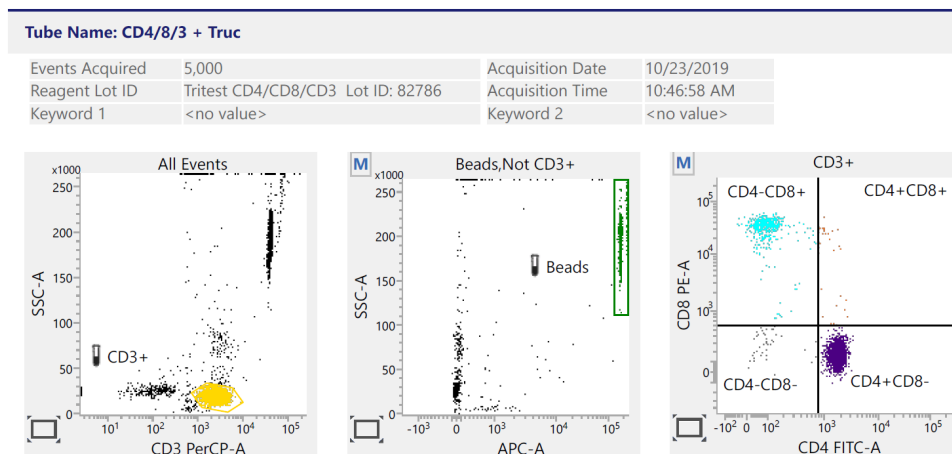 Tube Name: CD4/8/3 + Truc
Events Acquired 5,000 Acquisition Date 10/23/2019
Reagent Lot ID Tritest CD4/CD8/CD3 Lot ID: 82786 Acquisition Time 10:46:58 AM
Keyword 1 <no value> Keyword 2 <no value>
All Events
x1000
250
200
150
100
50
0
SSC-A
CD3+
10¹ 10² 10³ 10⁴ 10⁵
CD3 PerCP-A
M
Beads,Not CD3+
x1000
250
200
150
100
50
0
SSC-A
Beads
-10³ 0 10³ 10⁴ 10⁵
APC-A
M
CD3+
CD4-CD8+ CD4+CD8+
10⁵
10⁴
10³
0
CD8 PE-A
CD4-CD8- CD4+CD8-
-10² 0 10² 10³ 10⁴ 10⁵
CD4 FITC-A